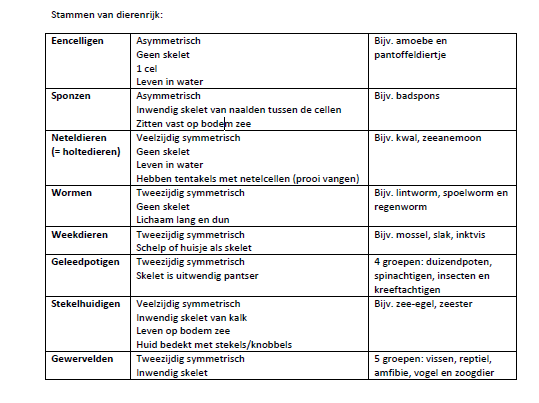 Stammen van dierenrijk:
Eencelligen
Asymmetrisch
Geen skelet
1 cel
Leven in water
Bijv. amoebe en
pantoffeldiertje
Sponzen
Asymmetrisch
Inwendig skelet van naalden tussen de cellen
Zitten vast op bodem zee
Bijv. badspons
Neteldieren
(= holtedieren)
Veelzijdig symmetrisch
Geen skelet
Leven in water
Hebben tentakels met netelcellen (prooi vangen)
Bijv. kwal, zeeanemoon
Wormen
Tweezijdig symmetrisch
Geen skelet
Lichaam lang en dun
Bijv. lintworm, spoelworm en
regenworm
Weekdieren
Tweezijdig symmetrisch
Schelp of huisje als skelet
Bijv. mossel, slak, inktvis
Geleedpotigen
Tweezijdig symmetrisch
Skelet is uitwendig pantser
4 groepen: duizendpoten,
spinachtigen, insecten en
kreeftachtigen
Stekelhuidigen
Veelzijdig symmetrisch
Inwendig skelet van kalk
Leven op bodem zee
Huid bedekt met stekels/knobbels
Bijv. zee-egel, zeester
Gewervelden
Tweezijdig symmetrisch
Inwendig skelet
5 groepen: vissen, reptiel,
amfibie, vogel en zoogdier